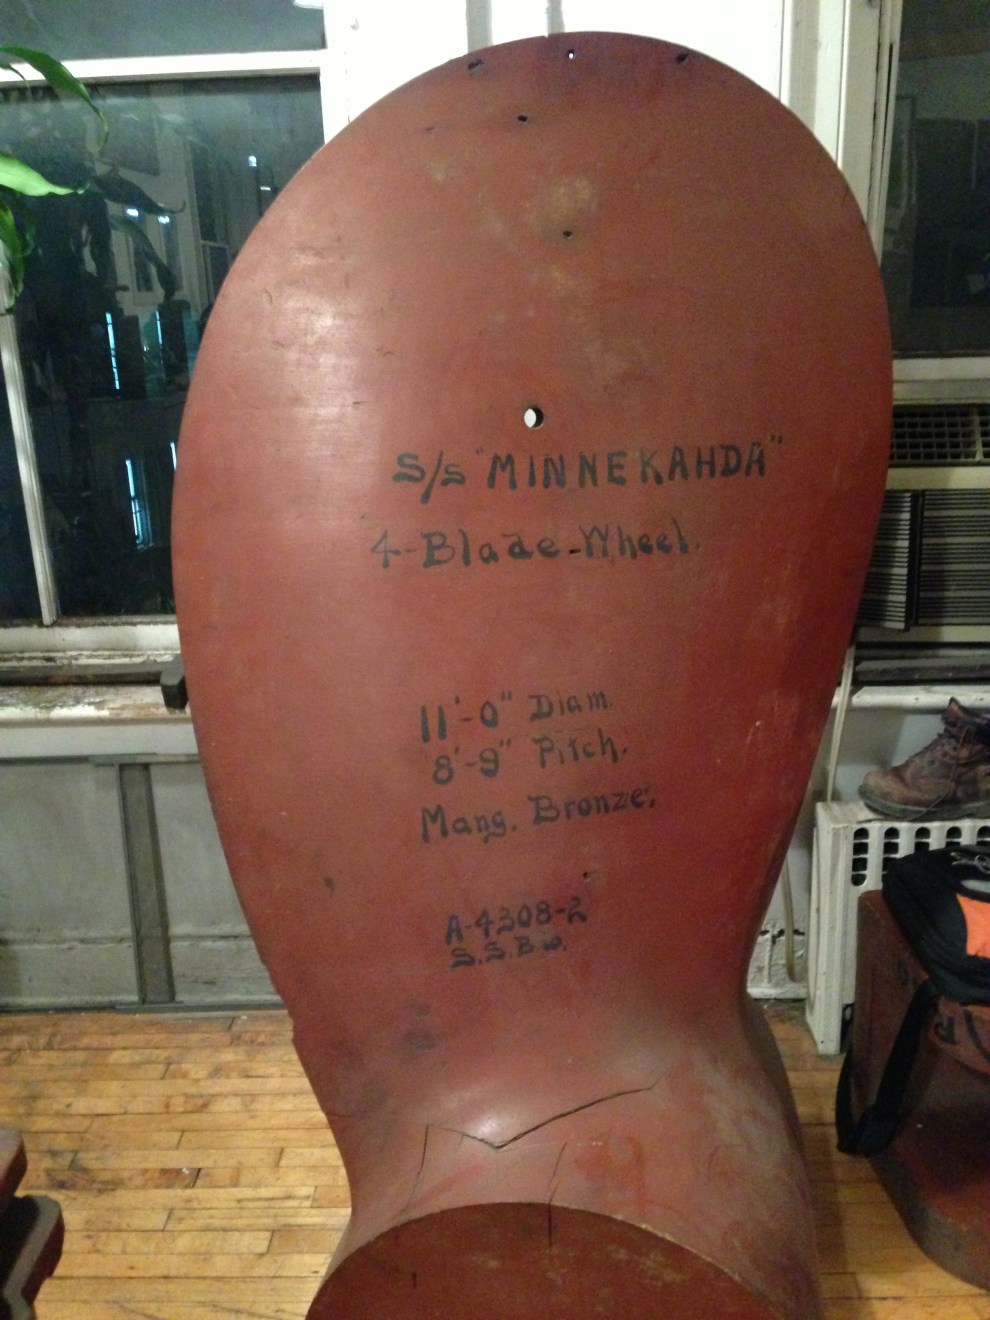 S/s "MINNEKAHDA"
4-Blade-Wheel.
11'-0" Diam.
8'-9" Pitch.
Mang. Bronze.
A-4308-2
S.S.B.W.